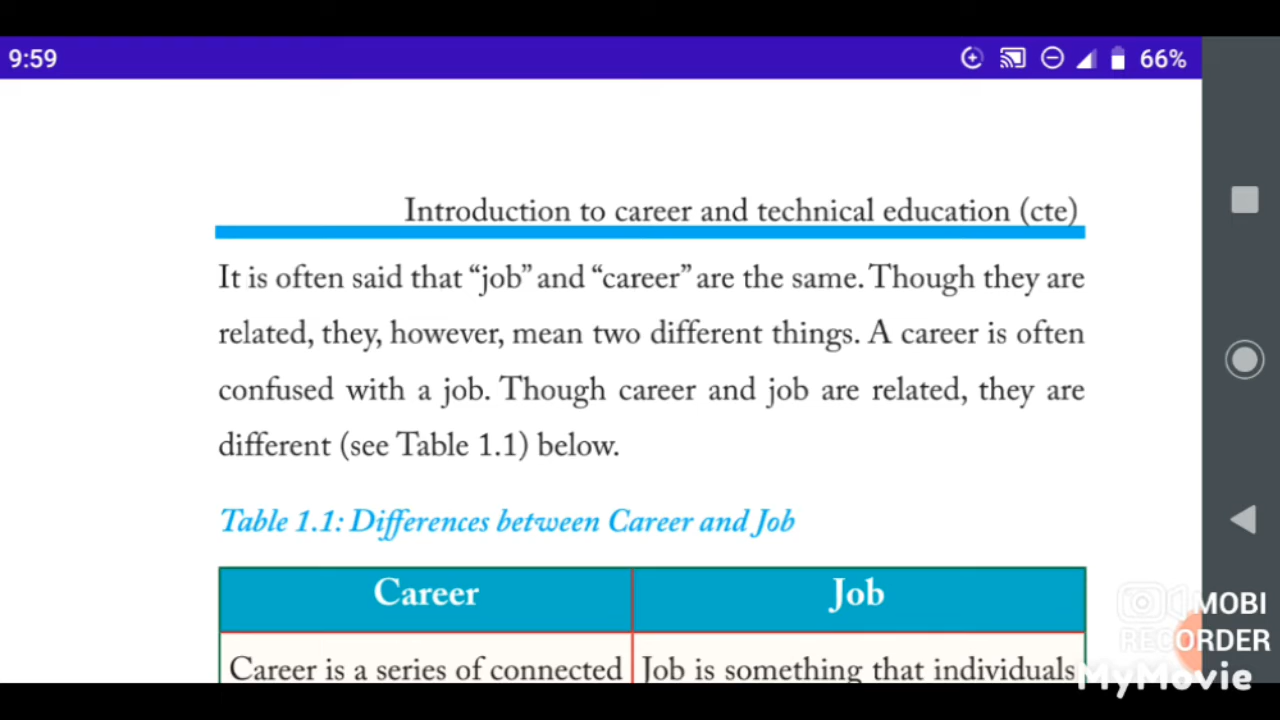 9:59
66%
Introduction to career and technical education (cte)
It is often said that “job” and “career” are the same. Though they are
related, they, however, mean two different things. A career is often
confused with a job. Though career and job are related, they are
different (see Table 1.1) below.
Table 1.1: Differences between Career and Job
Career
Job
Career is a series of connected
Job is something that individuals
MOBI
RECORDER
MyMovie